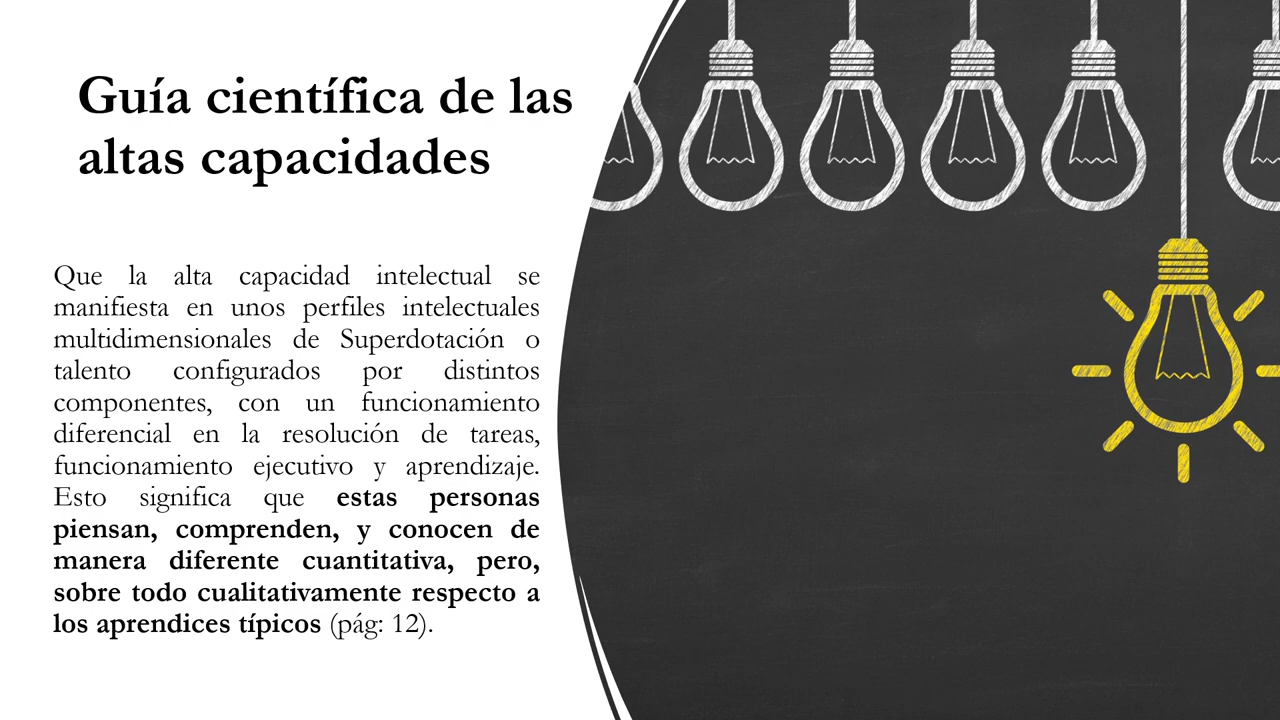 Guía científica de las
altas capacidades
Que la alta capacidad intelectual se
manifiesta en unos perfiles intelectuales
multidimensionales de Superdotación o
talento configurados por distintos
componentes, con un funcionamiento
diferencial en la resolución de tareas,
funcionamiento ejecutivo y aprendizaje.
Esto significa que estas personas
piensan, comprenden, y conocen de
manera diferente cuantitativa, pero,
sobre todo cualitativamente respecto a
los aprendices típicos (pág: 12).